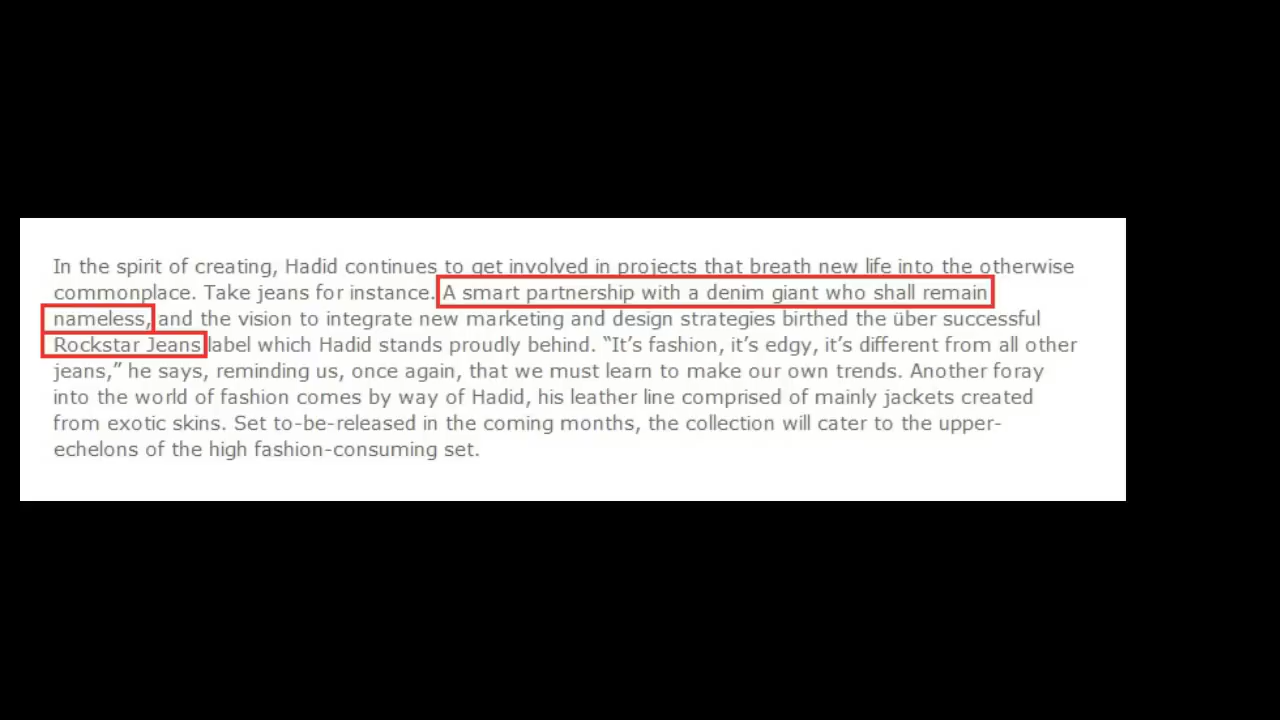 In the spirit of creating, Hadid continues to get involved in projects that breath new life into the otherwise
commonplace. Take jeans for instance. A smart partnership with a denim giant who shall remain
nameless, and the vision to integrate new marketing and design strategies birthed the über successful
Rockstar Jeans label which Hadid stands proudly behind. “It’s fashion, it’s edgy, it’s different from all other
jeans,” he says, reminding us, once again, that we must learn to make our own trends. Another foray
into the world of fashion comes by way of Hadid, his leather line comprised of mainly jackets created
from exotic skins. Set to-be-released in the coming months, the collection will cater to the upper-
echelons of the high fashion-consuming set.